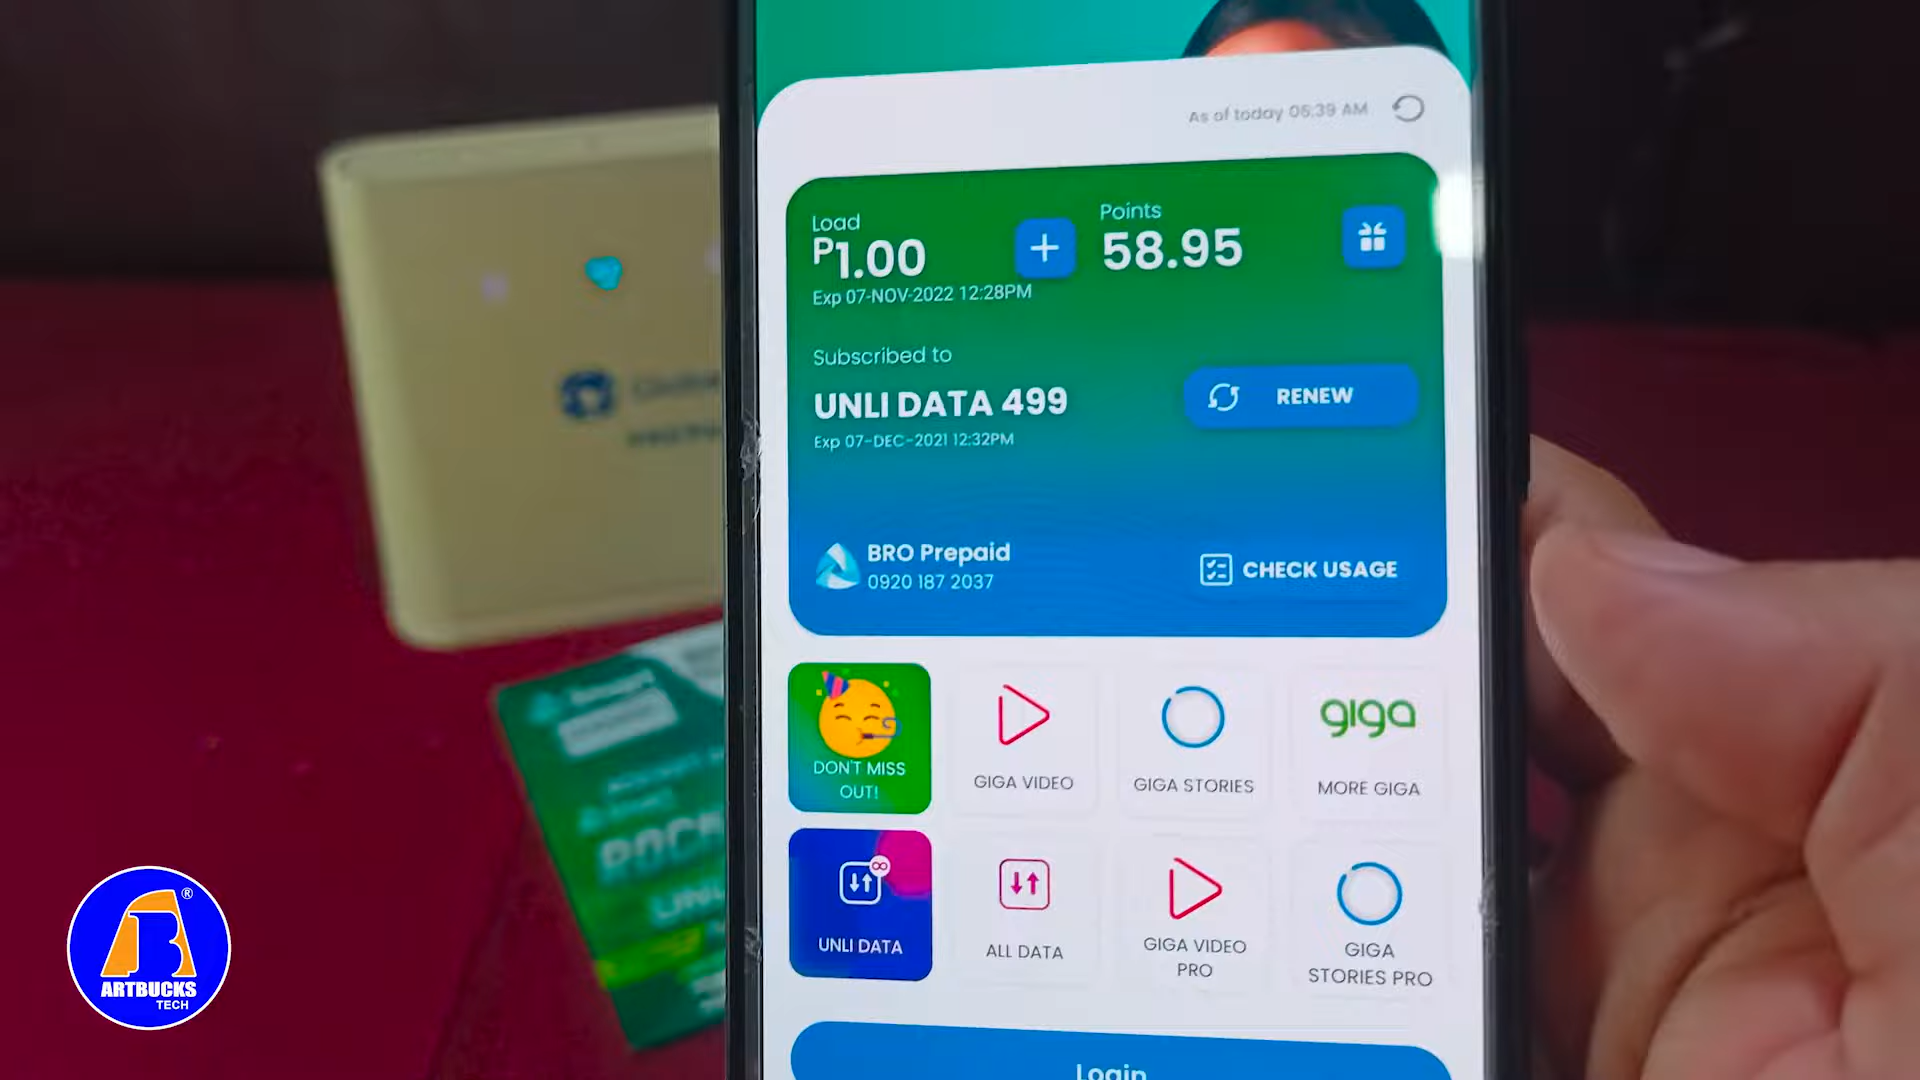 As of today 05:39 AM
Load
Points
₱1.00
58.95
Exp 07-NOV-2022 12:28PM
Subscribed to
UNLI DATA 499
RENEW
Exp 07-DEC-2021 12:32PM
BRO Prepaid
0920 187 2037
CHECK USAGE
DON'T MISS
OUT!
GIGA VIDEO
GIGA STORIES
giga
MORE GIGA
UNLI DATA
ALL DATA
GIGA VIDEO
PRO
GIGA
STORIES PRO
Login
ARTBUCKS
TECH
®